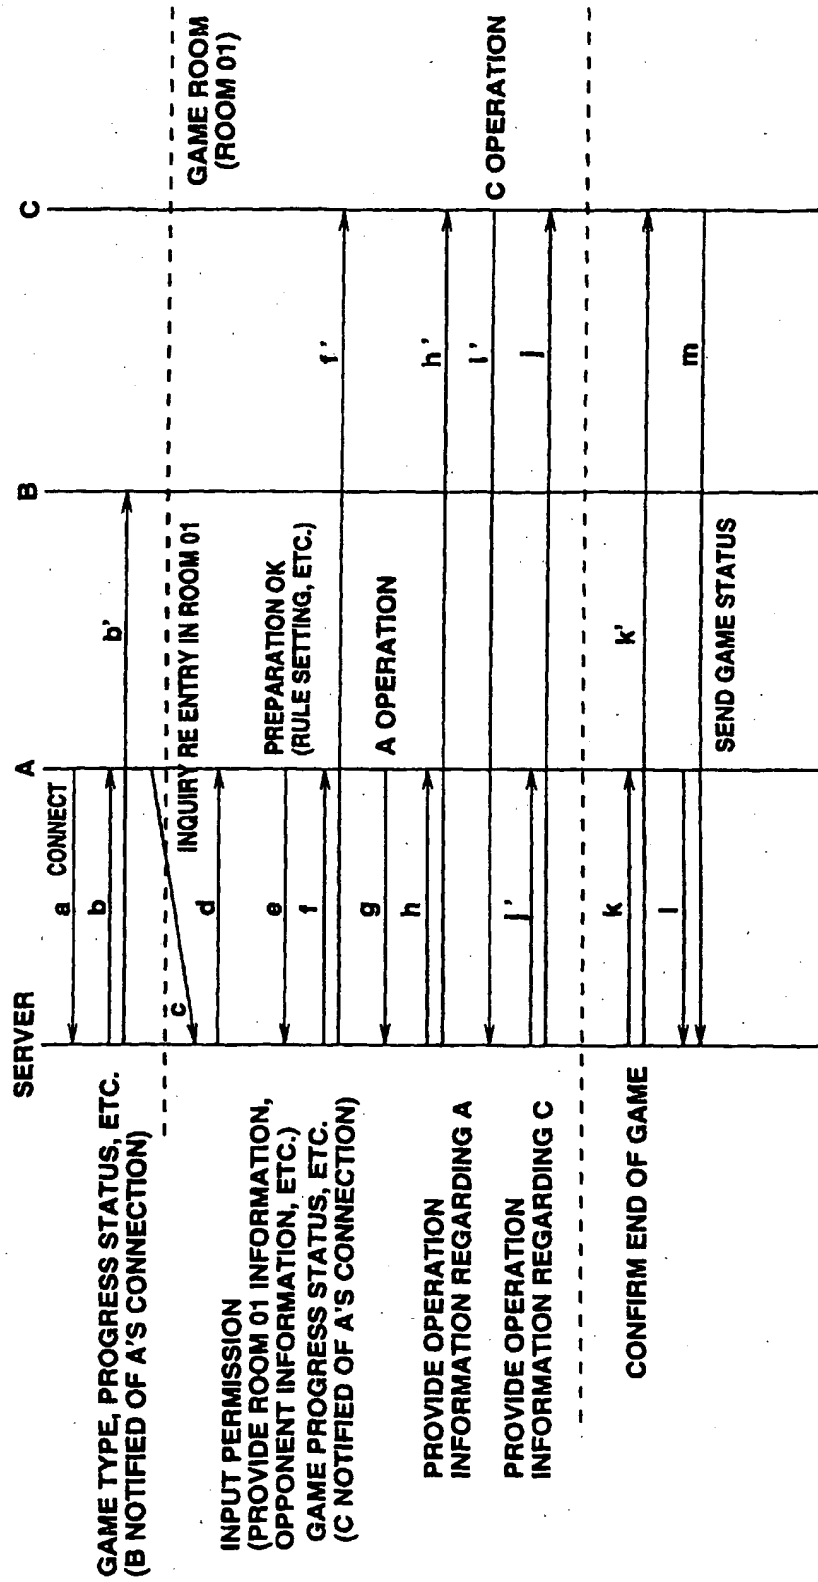 SERVER
A
B
C
GAME TYPE, PROGRESS STATUS, ETC.
(B NOTIFIED OF A'S CONNECTION)
a
CONNECT
b
b'
c
INQUIRY RE ENTRY IN ROOM 01
GAME ROOM
(ROOM 01)
INPUT PERMISSION
(PROVIDE ROOM 01 INFORMATION,
OPPONENT INFORMATION, ETC.)
d
e
PREPARATION OK
(RULE SETTING, ETC.)
GAME PROGRESS STATUS, ETC.
(C NOTIFIED OF A'S CONNECTION)
f
f'
g
A OPERATION
PROVIDE OPERATION
INFORMATION REGARDING A
h
h'
i'
C OPERATION
PROVIDE OPERATION
INFORMATION REGARDING C
j'
j
CONFIRM END OF GAME
k
k'
l
m
SEND GAME STATUS